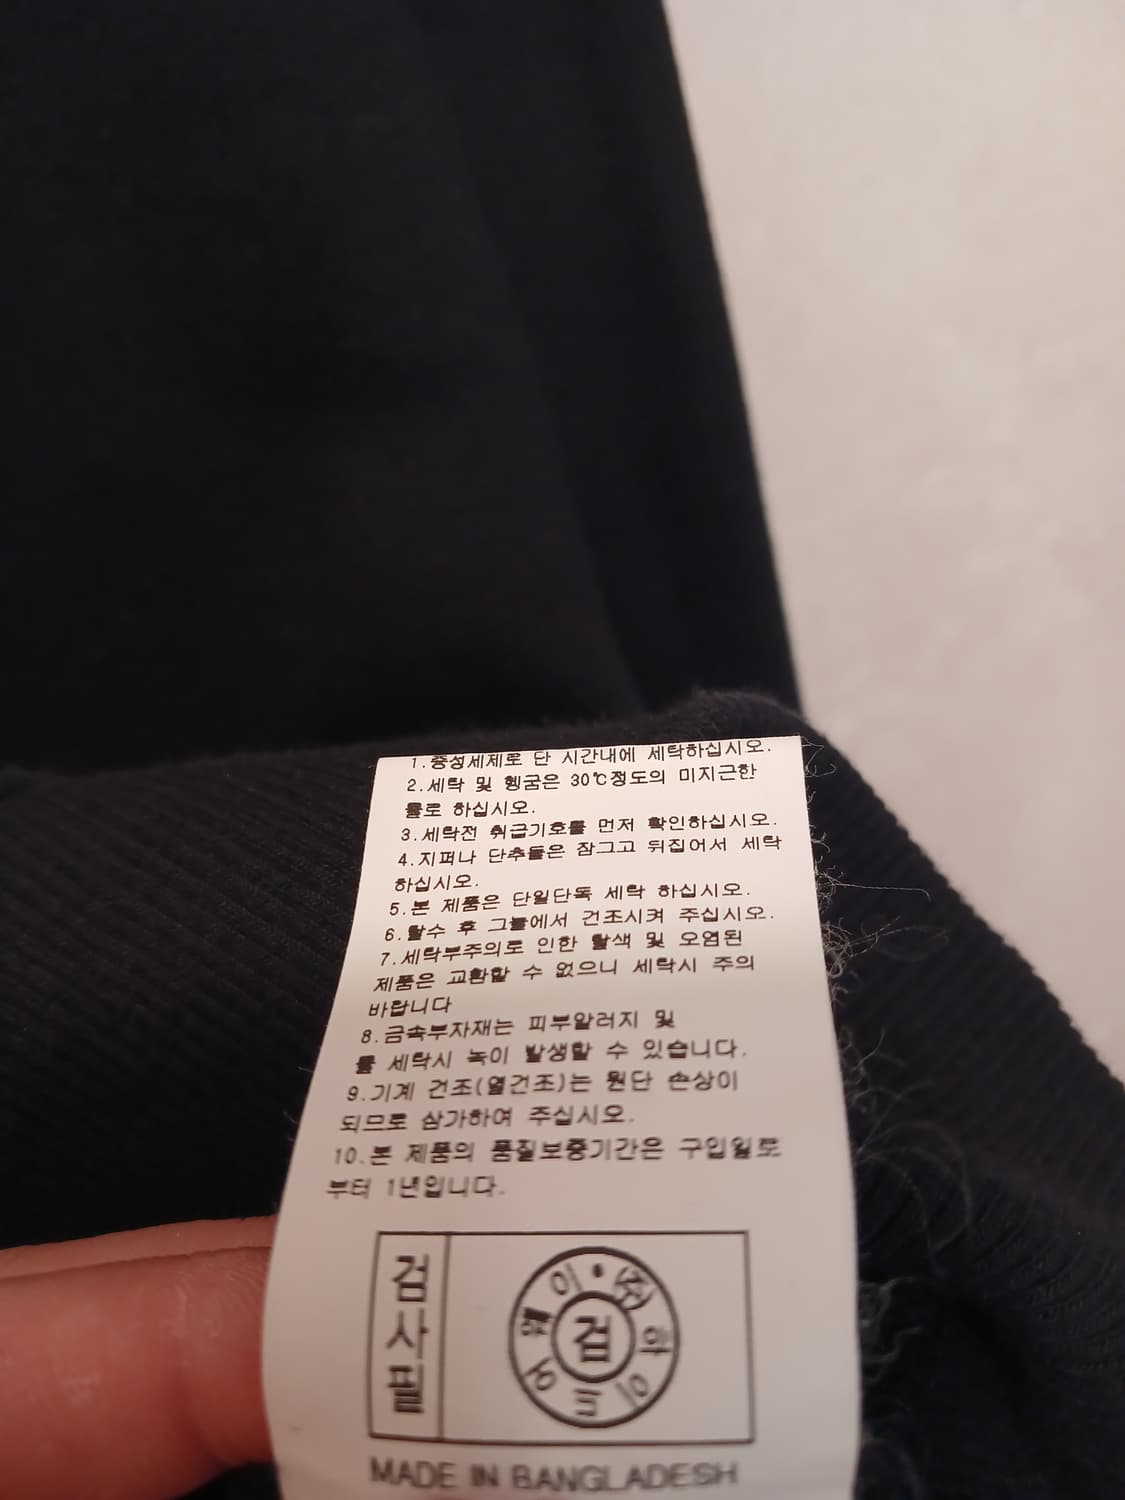 1.중성세제로 단 시간내에 세탁하십시오.
2.세탁 및 헹굼은 30℃정도의 미지근한
물로 하십시오.
3.세탁전 취급기호를 먼저 확인하십시오.
4.지퍼나 단추들은 잠그고 뒤집어서 세탁
하십시오.
5.본 제품은 단일단독 세탁 하십시오.
6.탈수 후 그늘에서 건조시켜 주십시오.
7.세탁부주의로 인한 탈색 및 오염된
제품은 교환할 수 없으니 세탁시 주의
바랍니다
8.금속부자재는 피부알러지 및
물 세탁시 녹이 발생할 수 있습니다.
9.기계 건조(열건조)는 원단 손상이
되므로 삼가하여 주십시오.
10.본 제품의 품질보증기간은 구입일로
부터 1년입니다.
검사필
검
MADE IN BANGLADESH